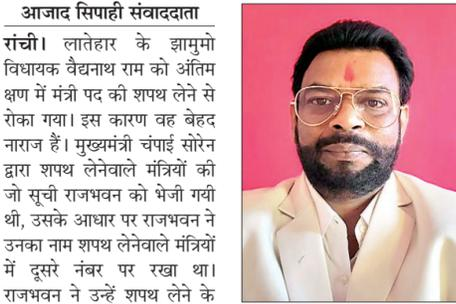 आजाद सिपाही संवाददाता
रांची। लातेहार के झामुमो
विधायक वैद्यनाथ राम को अंतिम
क्षण में मंत्री पद की शपथ लेने से
रोका गया। इस कारण वह बेहद
नाराज हैं। मुख्यमंत्री चंपाई सोरेन
द्वारा शपथ लेनेवाले मंत्रियों की
जो सूची राजभवन को भेजी गयी
थी, उसके आधार पर राजभवन ने
उनका नाम शपथ लेनेवाले मंत्रियों
में दूसरे नंबर पर रखा था।
राजभवन ने उन्हें शपथ लेने के